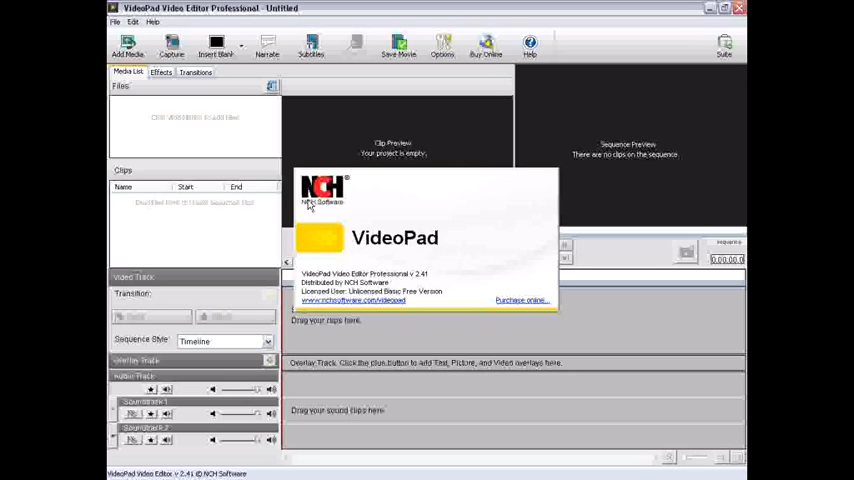 VideoPad Video Editor Professional - Untitled
File Edit Help
Add Media Capture Insert Blank Narrate Subtitles Save Movie Options Buy Online Help Suite
Media List Effects Transitions
Files
Clips
Name Start End
Clip Preview
Your project is empty.
Sequence Preview
There are no clips on the sequence.
NCH®
NCH Software
VideoPad
VideoPad Video Editor Professional v 2.41
Distributed by NCH Software
Licensed User: Unlicensed Basic Free Version
www.nchsoftware.com/videopad
Purchase online...
sequence
0:00:00.0
Video Track
Transition:
Sequence Style: Timeline
Drag your clips here.
Overlay Track
Overlay Track. Click the plus button to add Text, Picture, and Video overlays here.
Audio Track
Soundtrack 1
Drag your sound clips here.
Soundtrack 2
VideoPad Video Editor v 2.41 © NCH Software